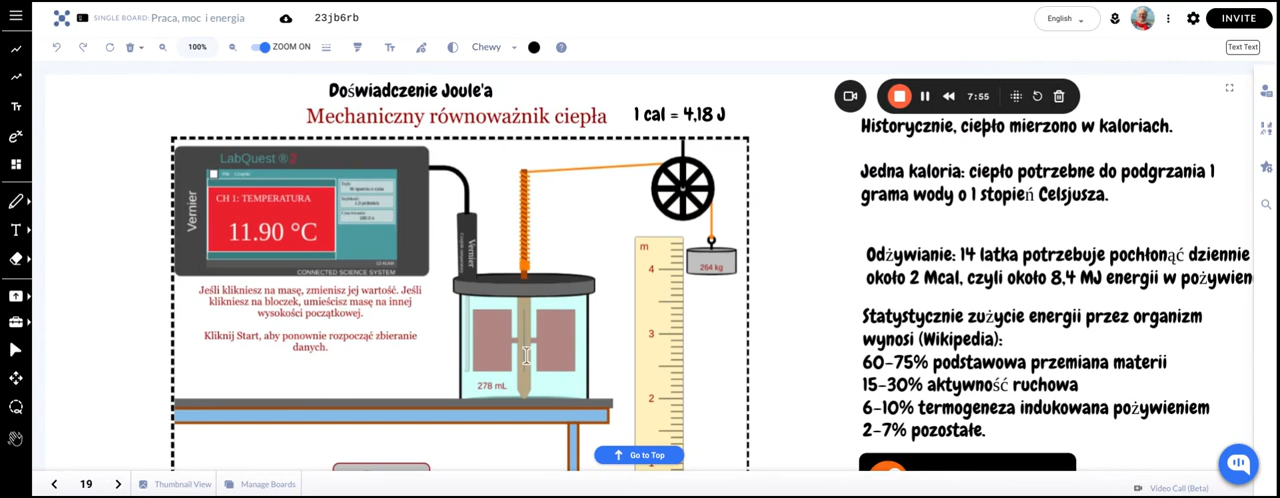 SINGLE BOARD: Praca, moc i energia
23jb6rb
English
INVITE
100%
ZOOM ON
Chewy
Text Text
Doświadczenie Joule'a
Mechaniczny równoważnik ciepła
1 cal = 4,18 J
7:55
LabQuest ®2
Vernier
CH 1: TEMPERATURA
11.90 °C
CONNECTED SCIENCE SYSTEM
Vernier
Jeśli klikniesz na masę, zmienisz jej wartość. Jeśli
klikniesz na bloczek, umieścisz masę na innej
wysokości początkowej.
Kliknij Start, aby ponownie rozpocząć zbieranie
danych.
278 mL
264 kg
m
4
3
2
1
Historycznie, ciepło mierzono w kaloriach.
Jedna kaloria: ciepło potrzebne do podgrzania 1
grama wody o 1 stopień Celsjusza.
Odżywianie: 14 latka potrzebuje pochłonąć dziennie
około 2 Mcal, czyli około 8,4 MJ energii w pożywien
Statystycznie zużycie energii przez organizm
wynosi (Wikipedia):
60-75% podstawowa przemiana materii
15-30% aktywność ruchowa
6-10% termogeneza indukowana pożywieniem
2-7% pozostałe.
Go to Top
19
Thumbnail View
Manage Boards
Video Call (Beta)